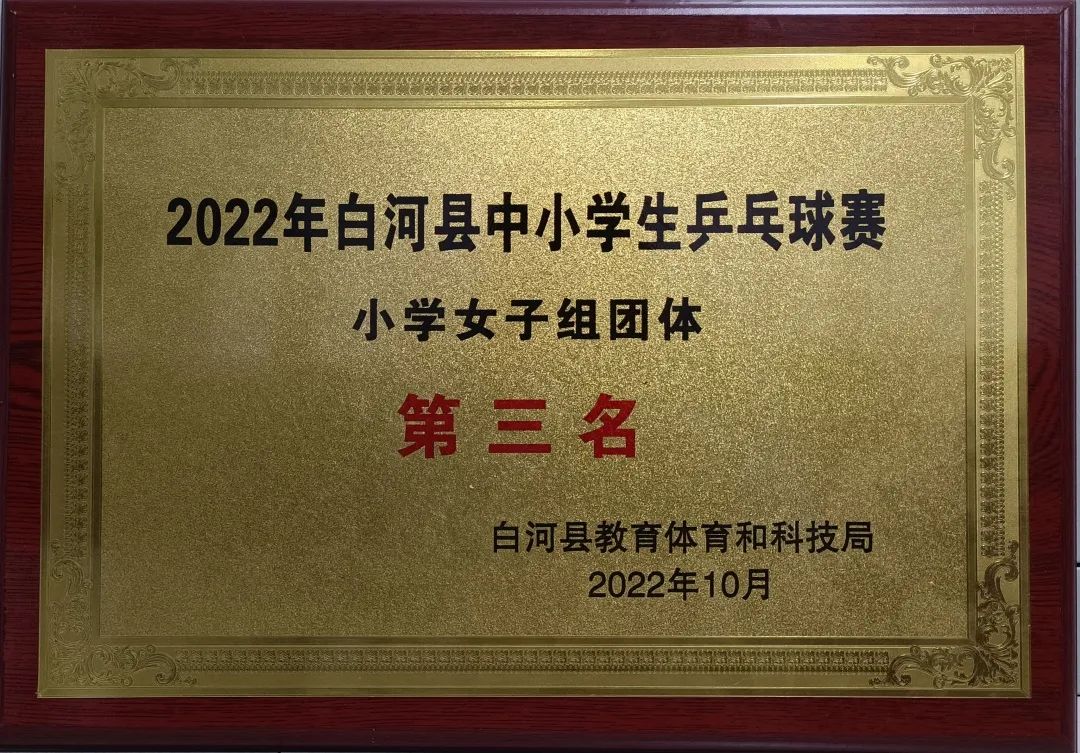 2022年白河县中小学生乒乓球赛
小学女子组团体
第三名
白河县教育体育和科技局
2022年10月